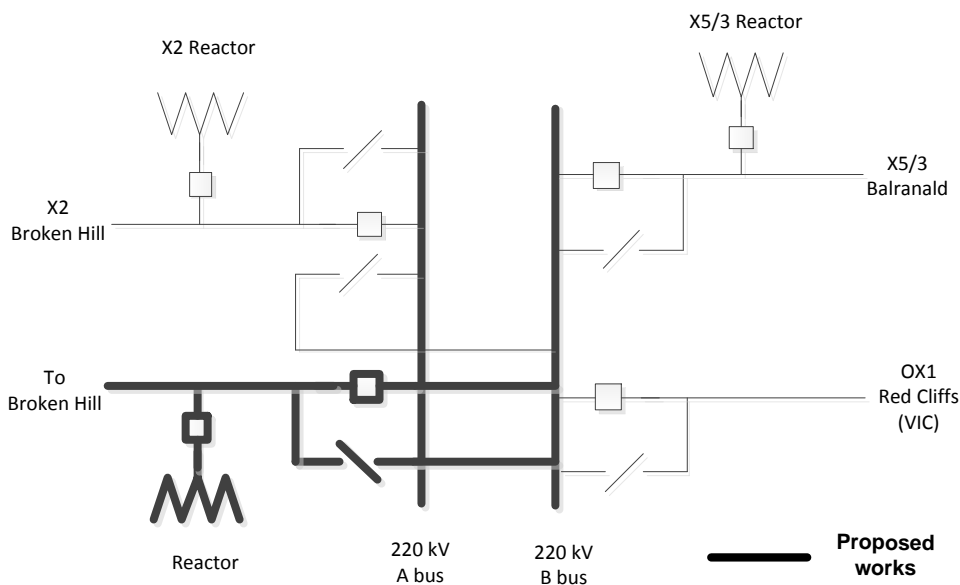 X2 Reactor
X5/3 Reactor
X2
Broken Hill
X5/3
Balranald
To
Broken Hill
OX1
Red Cliffs
(VIC)
Reactor
220 kV
A bus
220 kV
B bus
Proposed
works